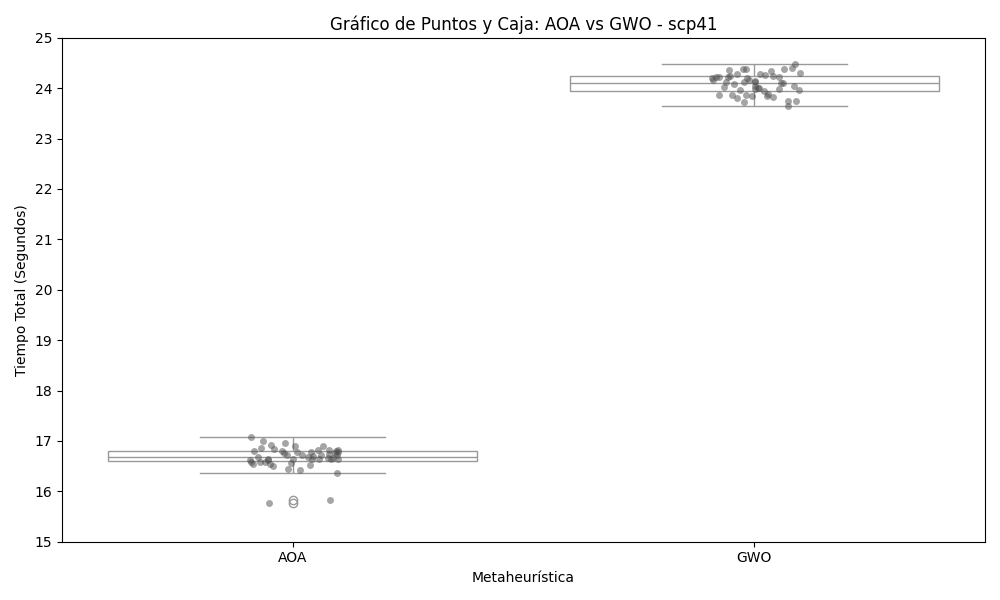 Gráfico de Puntos y Caja: AOA vs GWO - scp41
Tiempo Total (Segundos)
25
24
23
22
21
20
19
18
17
16
15
AOA
GWO
Metaheurística